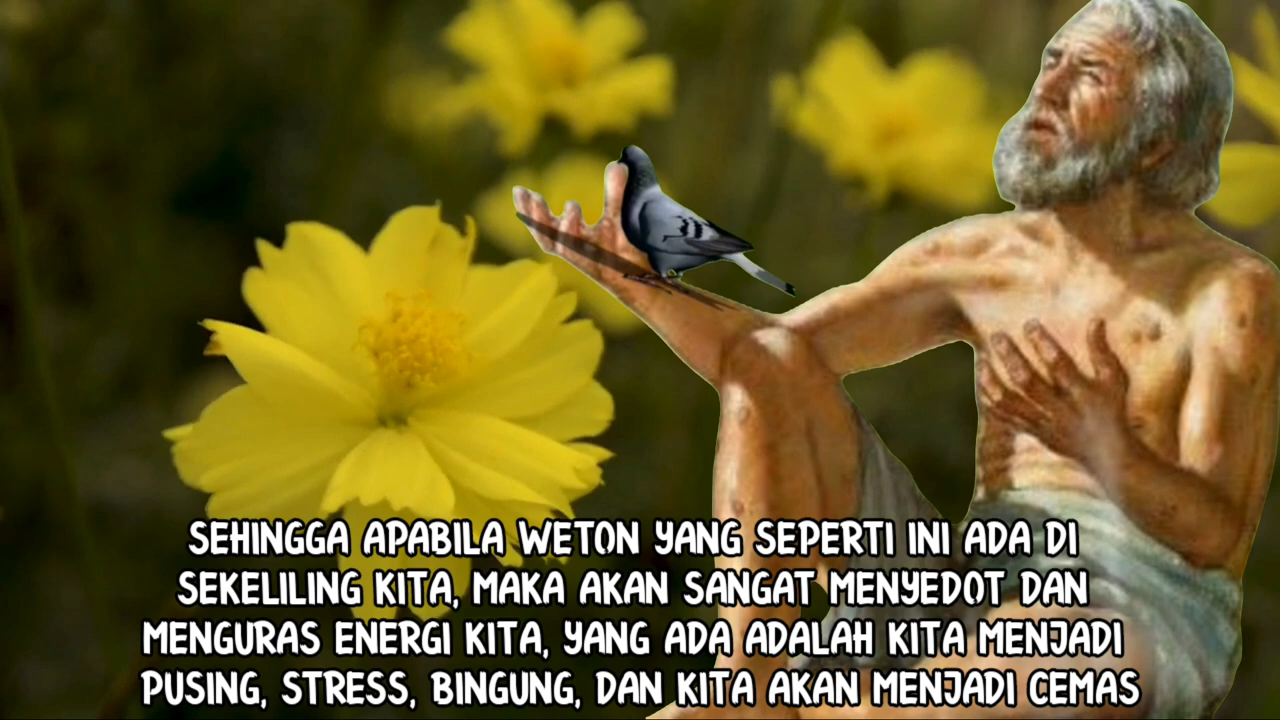 SEHINGGA APABILA WETON YANG SEPERTI INI ADA DI
SEKELILING KITA, MAKA AKAN SANGAT MENYEDOT DAN
MENGURAS ENERGI KITA, YANG ADA ADALAH KITA MENJADI
PUSING, STRESS, BINGUNG, DAN KITA AKAN MENJADI CEMAS